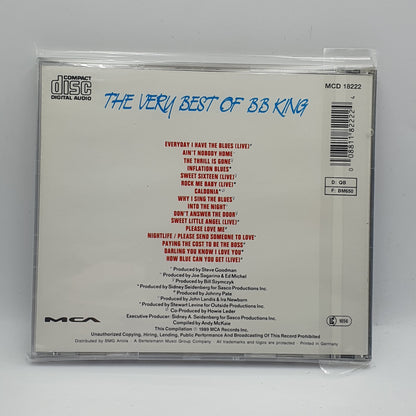 COMPACT
disc
DIGITAL AUDIO
MCD 18222
THE VERY BEST OF BB KING
0 08811 82222 4
D: QB
F: BM650
EVERYDAY I HAVE THE BLUES (LIVE)
AIN'T NOBODY HOME
THE THRILL IS GONE
INFLATION BLUES
SWEET SIXTEEN (LIVE)
ROCK ME BABY (LIVE)
CALDONIA
WHY I SING THE BLUES
INTO THE NIGHT
DON'T ANSWER THE DOOR
SWEET LITTLE ANGEL (LIVE)
PLEASE LOVE ME
NIGHTLIFE / PLEASE SEND SOMEONE TO LOVE
PAYING THE COST TO BE THE BOSS
DARLING YOU KNOW I LOVE YOU
HOW BLUE CAN YOU GET (LIVE)
Produced by Steve Goodman
Produced by Joe Sagarino & Ed Michel
Produced by Bill Szymczyk
Produced by Sidney Seidenberg for Sasco Productions Inc.
Produced by Johnny Pate
Produced by John Landis & Ira Newborn
Produced by Stewart Levine for Outside Productions Inc.
Co-Produced by Howie Leder
Executive Producer: Sidney A. Seidenberg for Sasco Productions Inc.
Compiled by Andy McKaie
MCA
This Compilation ℗ 1989 MCA Records Inc.
Unauthorized Copying, Hiring, Lending, Public Performance And Broadcasting Of This Record Prohibited
Distributed by BMG Ariola A Bertelsmann Music Group Company. All trademarks and logos are protected Printed in Germany